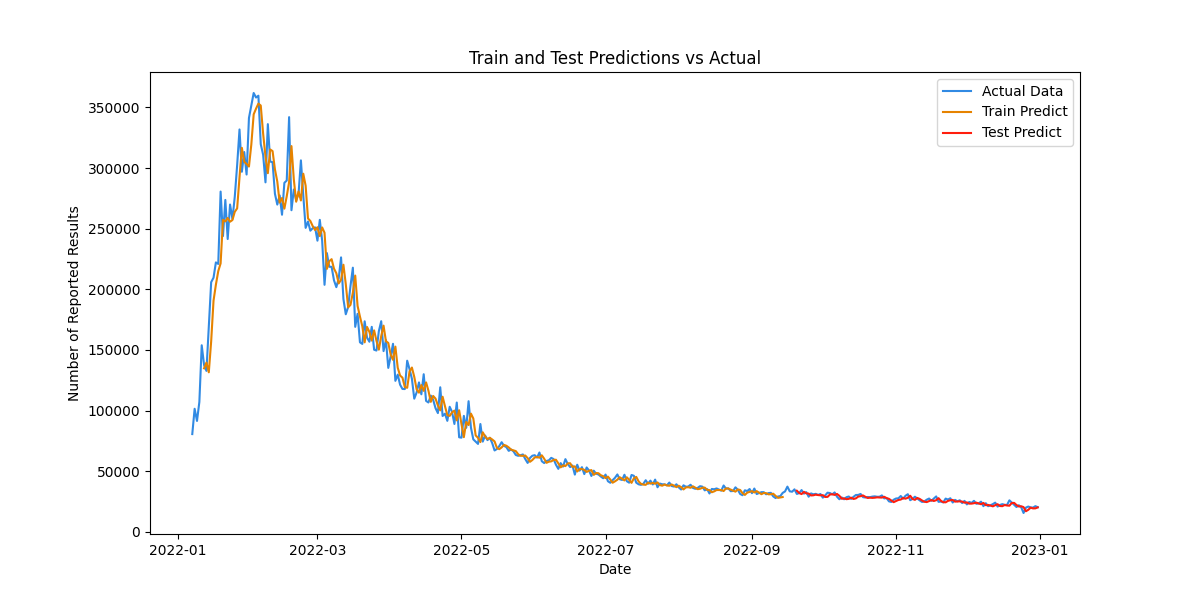 Train and Test Predictions vs Actual
Actual Data
Train Predict
Test Predict
Number of Reported Results
350000
300000
250000
200000
150000
100000
50000
0
2022-01
2022-03
2022-05
2022-07
2022-09
2022-11
2023-01
Date